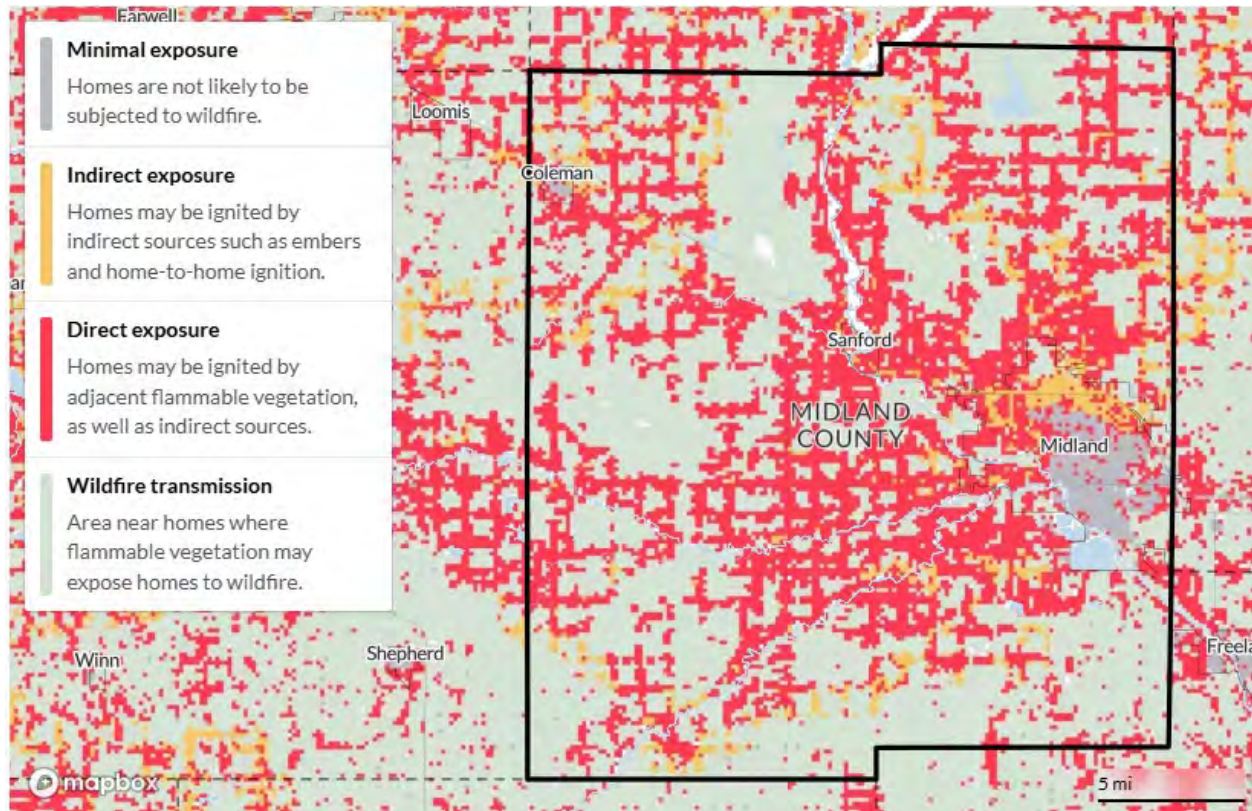 Farwell
Minimal exposure
Homes are not likely to be
subjected to wildfire.
Indirect exposure
Homes may be ignited by
indirect sources such as embers
and home-to-home ignition.
Direct exposure
Homes may be ignited by
adjacent flammable vegetation,
as well as indirect sources.
Wildfire transmission
Area near homes where
flammable vegetation may
expose homes to wildfire.
Loomis
Coleman
Sanford
MIDLAND
COUNTY
Midland
Winn
Shepherd
Freela
mapbox
5 mi